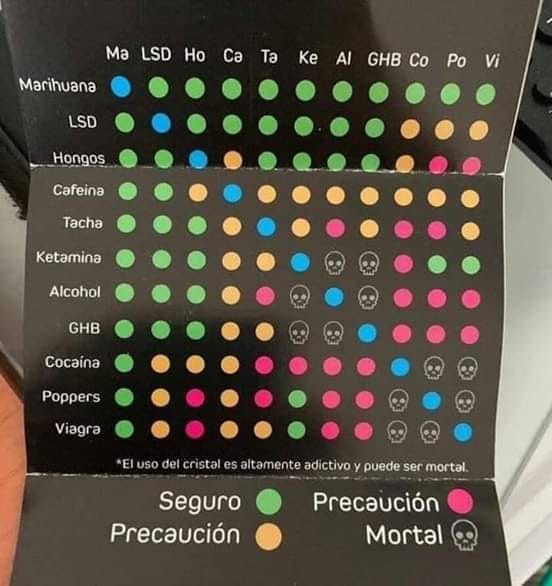 Ma LSD Ho Ca Ta Ke Al GHB Co Po Vi
Marihuana
LSD
Hongos
Cafeina
Tacha
Ketamina
Alcohol
GHB
Cocaína
Poppers
Viagra
*El uso del cristal es altamente adictivo y puede ser mortal.
Seguro Precaución
Precaución Mortal